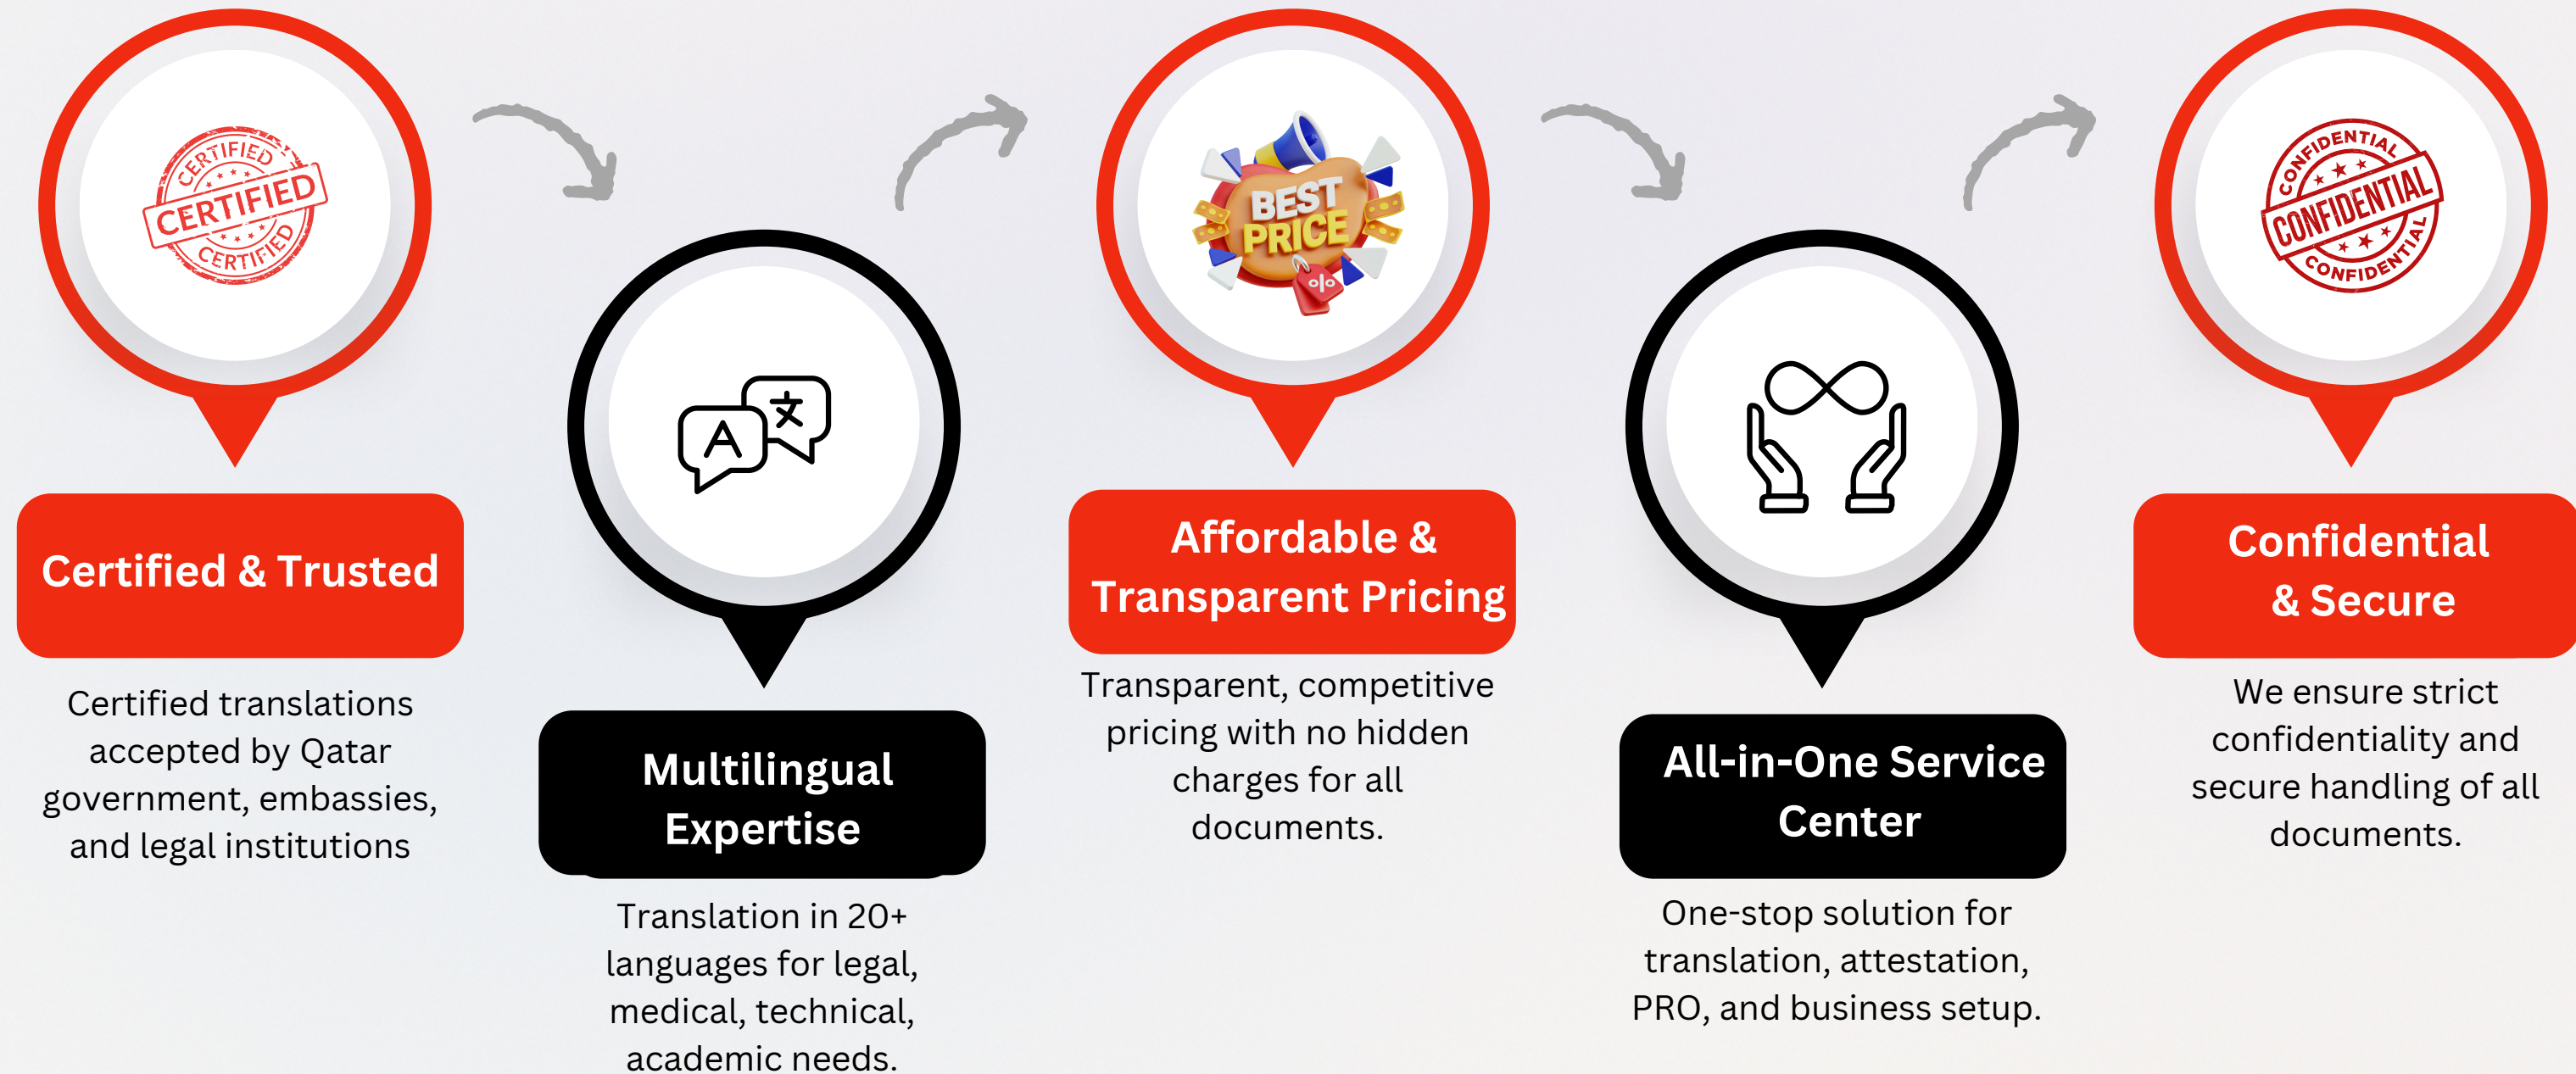 CERTIFIED
CERTIFIED
CERTIFIED
Certified & Trusted
Certified translations
accepted by Qatar
government, embassies,
and legal institutions
A
文
Multilingual
Expertise
Translation in 20+
languages for legal,
medical, technical,
academic needs.
BEST
PRICE
%
Affordable &
Transparent Pricing
Transparent, competitive
pricing with no hidden
charges for all
documents.
All-in-One Service
Center
One-stop solution for
translation, attestation,
PRO, and business setup.
CONFIDENTIAL
CONFIDENTIAL
CONFIDENTIAL
Confidential
& Secure
We ensure strict
confidentiality and
secure handling of all
documents.